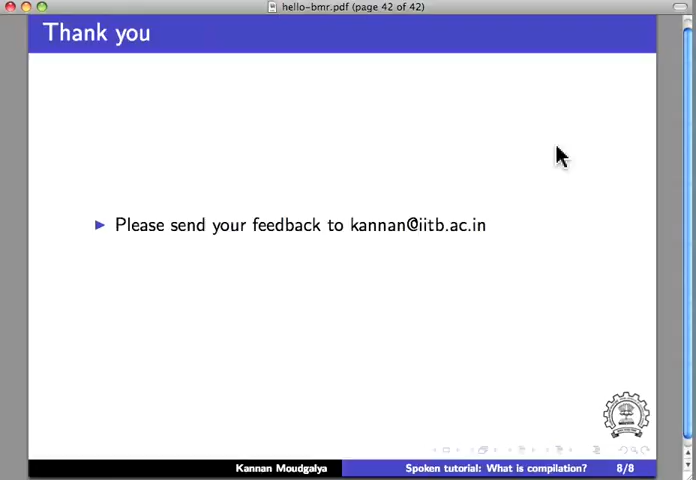 hello-bmr.pdf (page 42 of 42)
Thank you
Please send your feedback to kannan@iitb.ac.in
Kannan Moudgalya
Spoken tutorial: What is compilation?
8/8